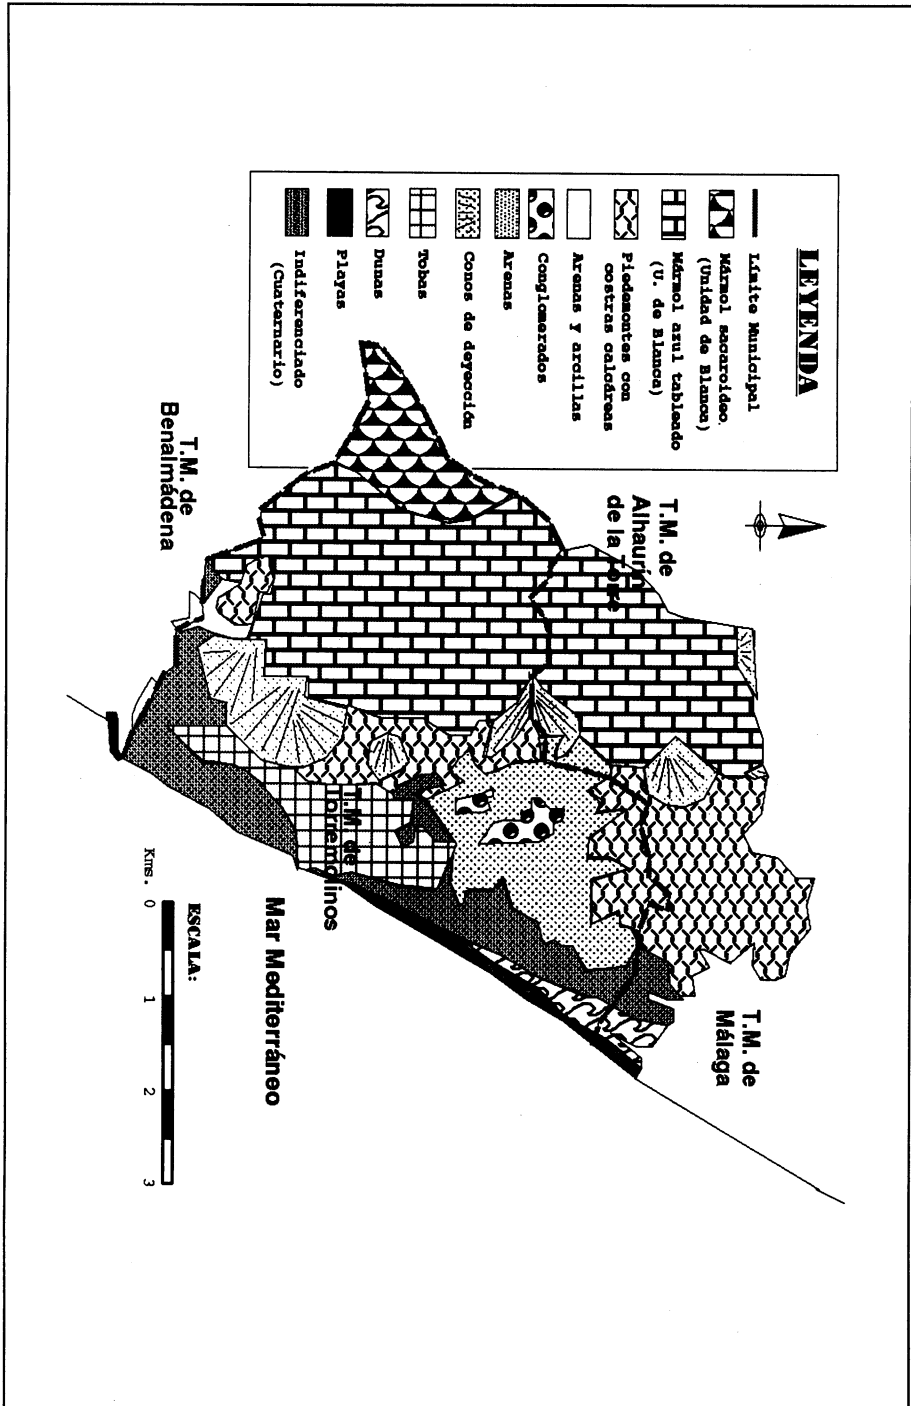 LEYENDA
Límite Municipal
Mármol sacaroideo.
(Unidad de Blanca)
Mármol azul tableado
(U. de Blanca)
Piedemontes con
costras calcáreas
Arenas y arcillas
Conglomerados
Arenas
Conos de deyección
Tobas
Dunas
Playas
Indiferenciado
(Cuaternario)
T.M. de
Alhaurín
de la Torre
T.M. de
Málaga
T.M. de
Torremolinos
T.M. de
Benalmádena
Mar Mediterráneo
ESCALA:
Kms. 0 1 2 3